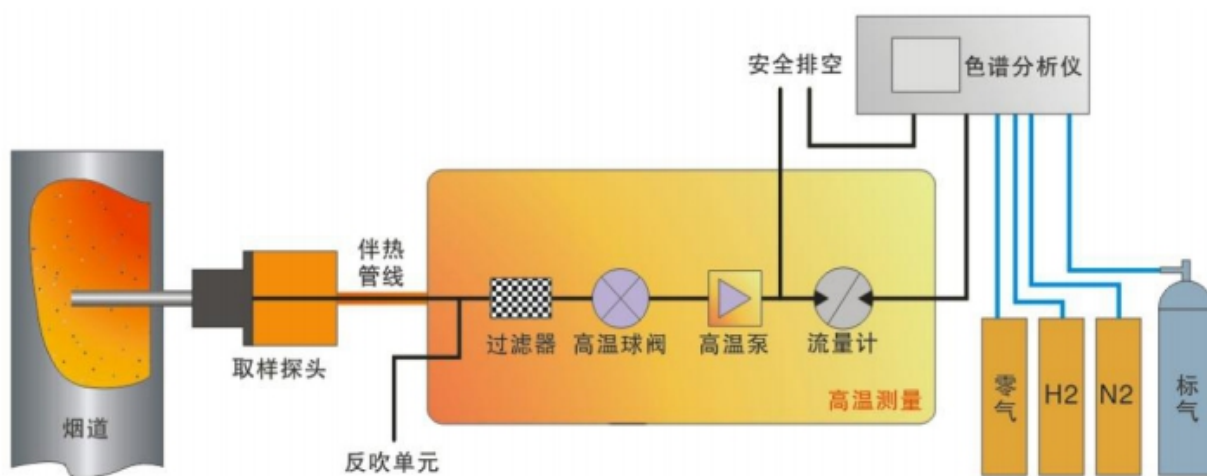 安全排空
色谱分析仪
伴热
管线
过滤器
高温球阀
高温泵
流量计
取样探头
高温测量
烟道
反吹单元
零
气
H2
N2
标
气